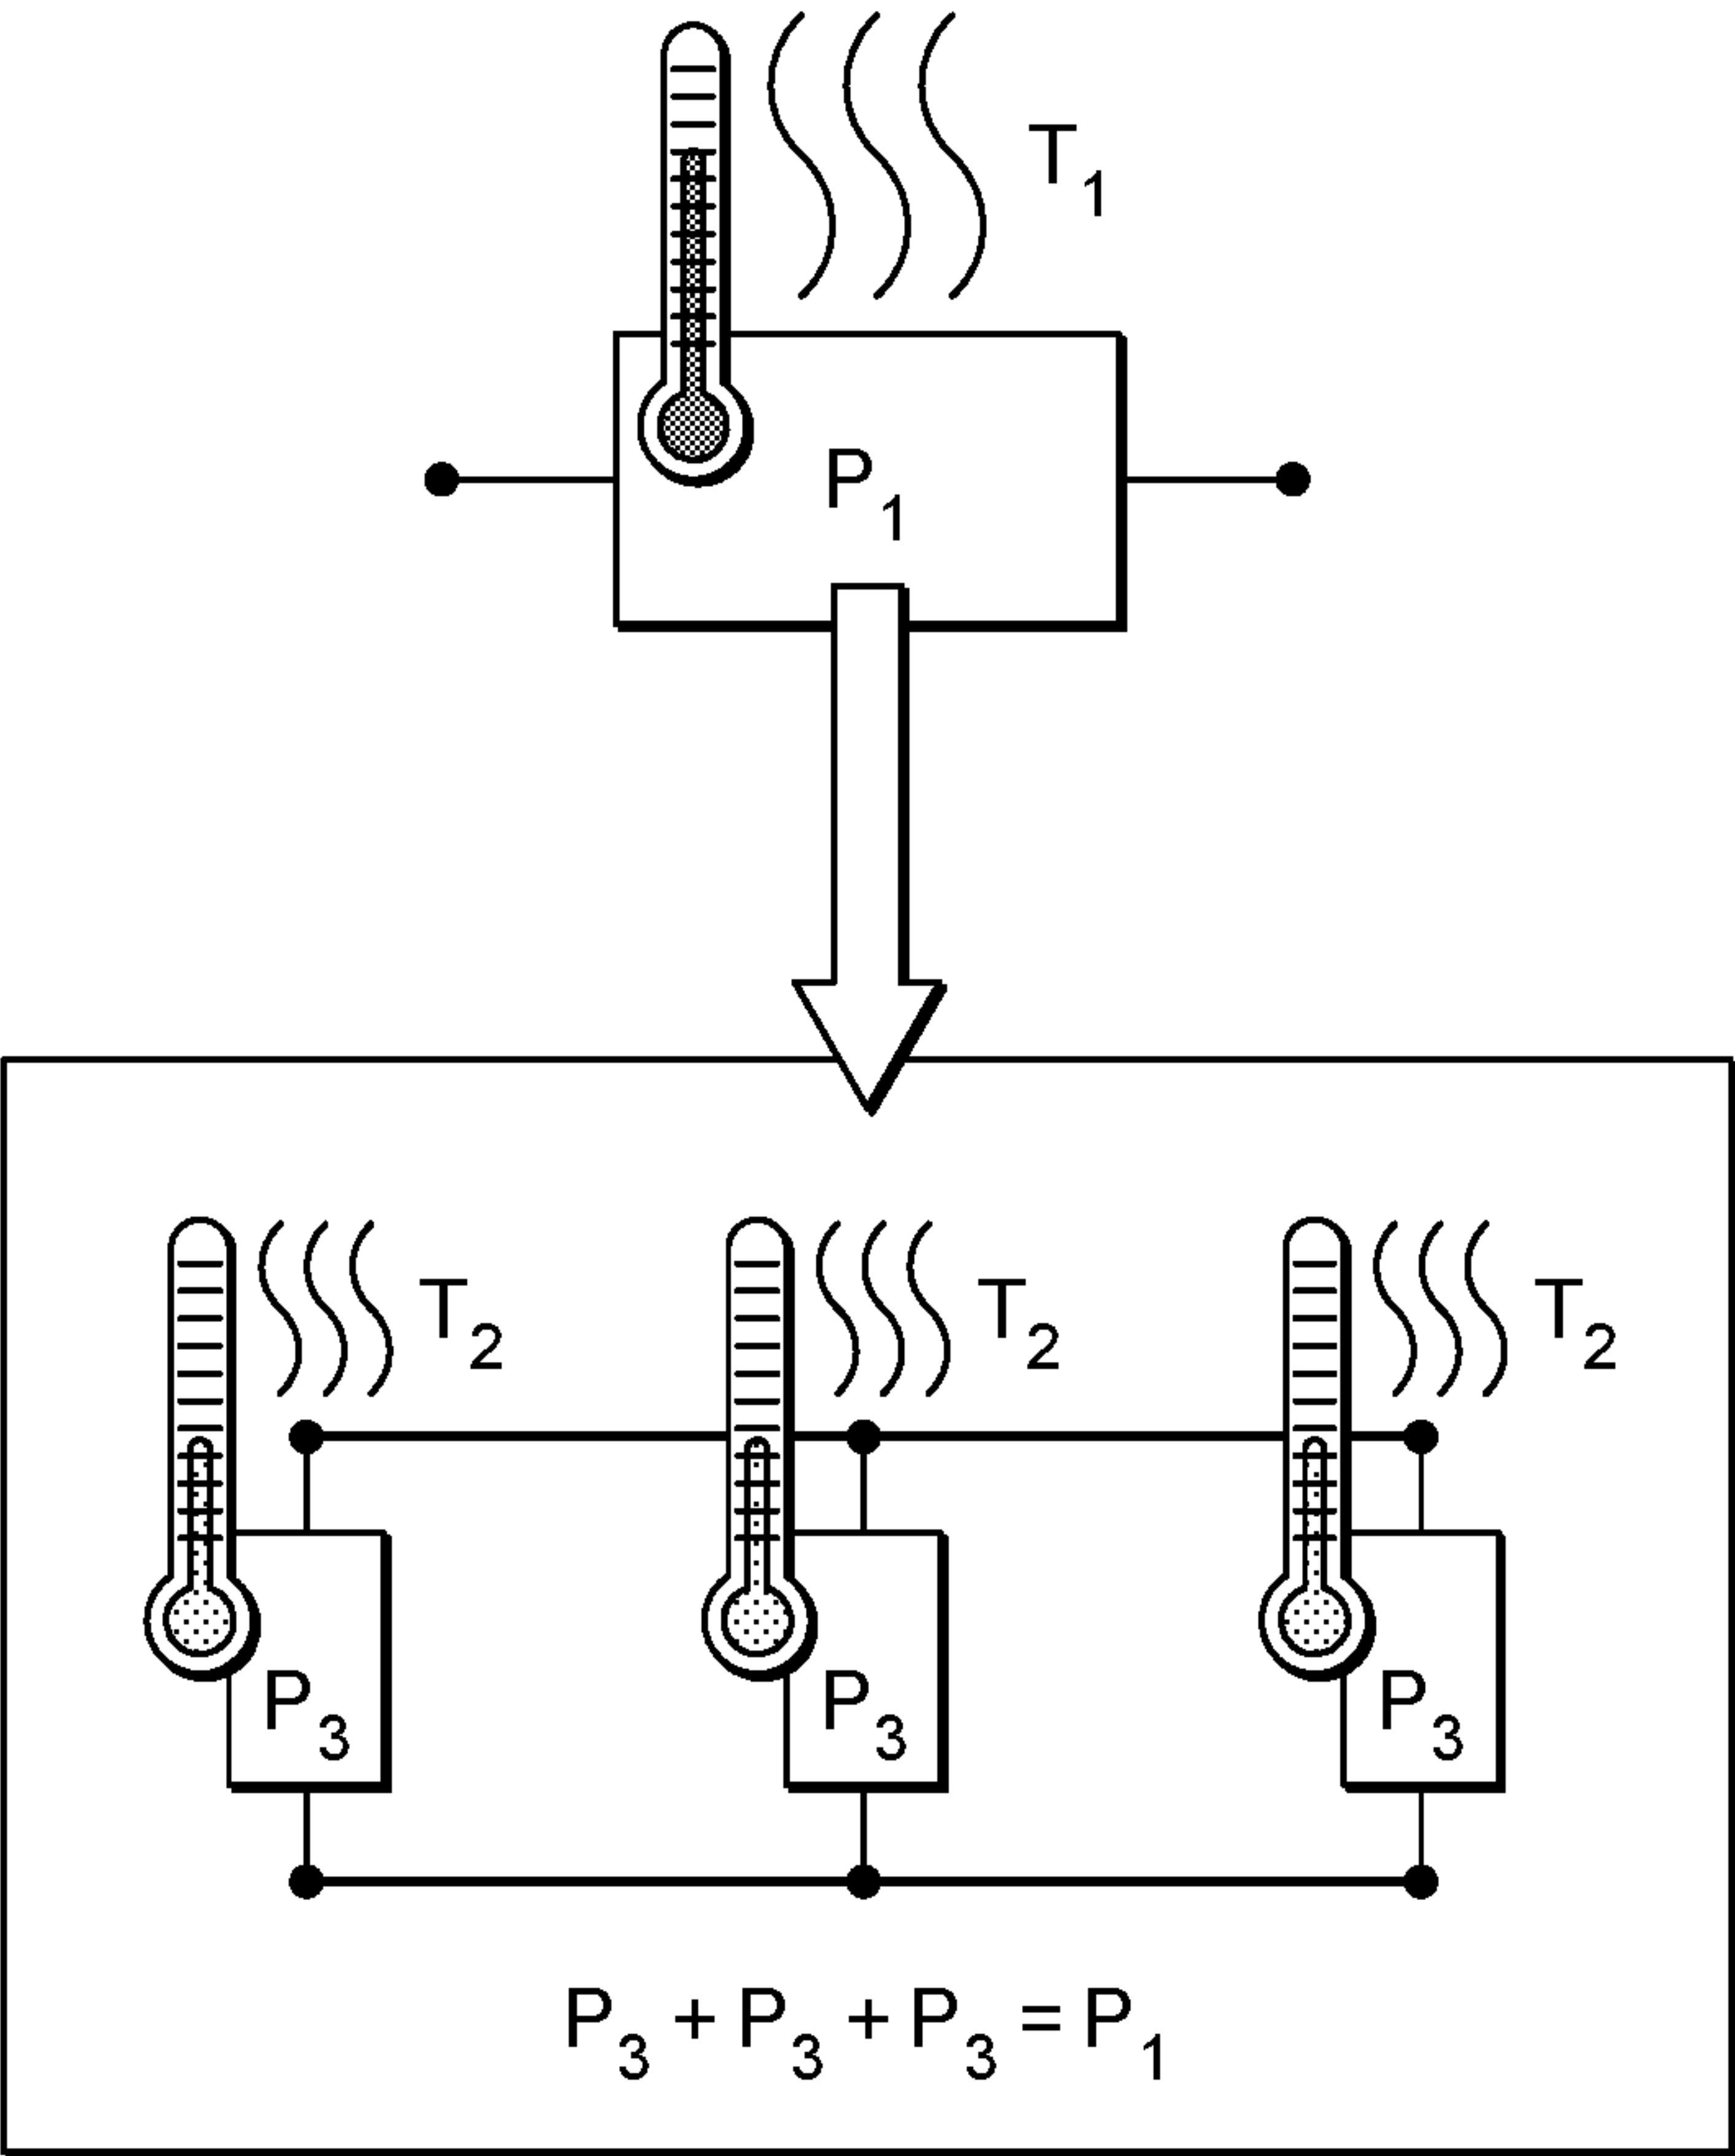 T₁
P₁
T₂ T₂ T₂
P₃ P₃ P₃
P₃ + P₃ + P₃ = P₁